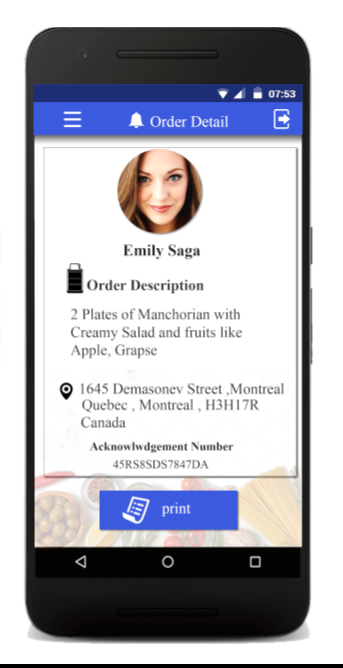 07:53
Order Detail
Emily Saga
Order Description
2 Plates of Manchorian with
Creamy Salad and fruits like
Apple, Grapse
1645 Demasonev Street ,Montreal
Quebec , Montreal , H3H17R
Canada
Acknowlwdgement Number
45RS8SDS7847DA
print